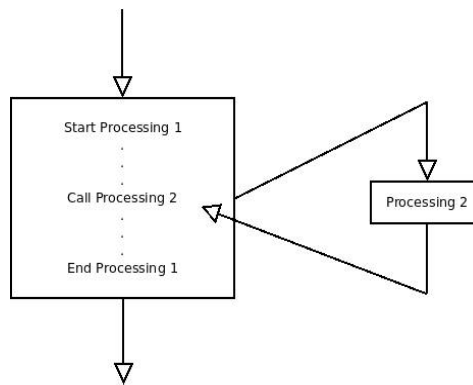 Start Processing 1
.
.
.
Call Processing 2
.
.
.
End Processing 1
Processing 2